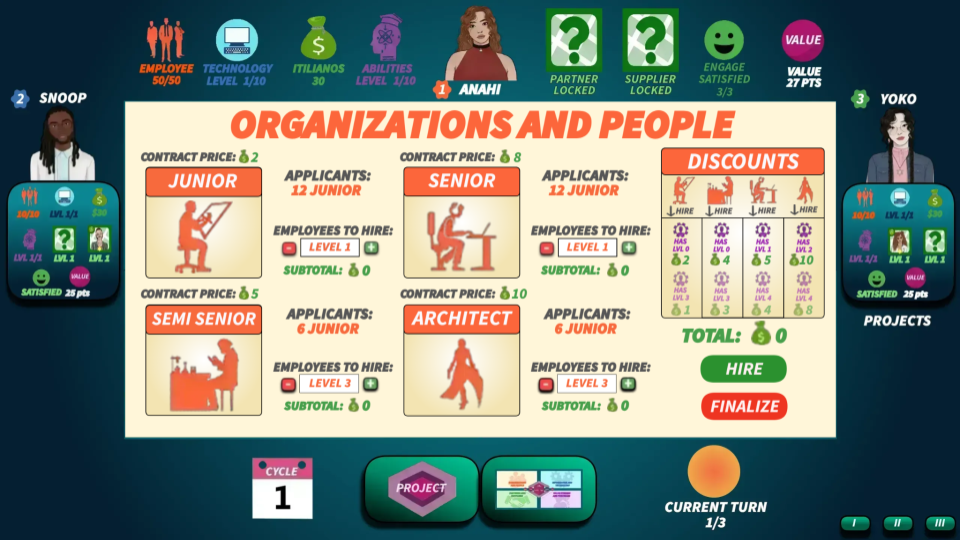 EMPLOYEE
50/50
TECHNOLOGY
LEVEL 1/10
ITILIANOS
30
ABILITIES
LEVEL 1/10
1 ANAHI
?
PARTNER
LOCKED
?
SUPPLIER
LOCKED
ENGAGE
SATISFIED
3/3
VALUE
VALUE
27 PTS
2 SNOOP
10/10
LVL 1/1
$30
LVL 1/1
LVL 1
LVL 1
SATISFIED
VALUE
25 pts
3 YOKO
10/10
LVL 1/1
$30
LVL 1/1
LVL 1
LVL 1
SATISFIED
VALUE
25 pts
PROJECTS
ORGANIZATIONS AND PEOPLE
CONTRACT PRICE: 2
JUNIOR
APPLICANTS:
12 JUNIOR
EMPLOYEES TO HIRE:
- LEVEL 1 +
SUBTOTAL: 0
CONTRACT PRICE: 8
SENIOR
APPLICANTS:
12 JUNIOR
EMPLOYEES TO HIRE:
- LEVEL 1 +
SUBTOTAL: 0
CONTRACT PRICE: 5
SEMI SENIOR
APPLICANTS:
6 JUNIOR
EMPLOYEES TO HIRE:
- LEVEL 3 +
SUBTOTAL: 0
CONTRACT PRICE: 10
ARCHITECT
APPLICANTS:
6 JUNIOR
EMPLOYEES TO HIRE:
- LEVEL 3 +
SUBTOTAL: 0
DISCOUNTS
↓HIRE ↓HIRE ↓HIRE ↓HIRE
HAS HAS HAS HAS
LVL 0 LVL 0 LVL 1 LVL 2
2 4 5 10
HAS HAS HAS HAS
LVL 3 LVL 3 LVL 4 LVL 4
1 3 4 8
TOTAL: 0
HIRE
FINALIZE
CYCLE
1
PROJECT
CURRENT TURN
1/3
I II III